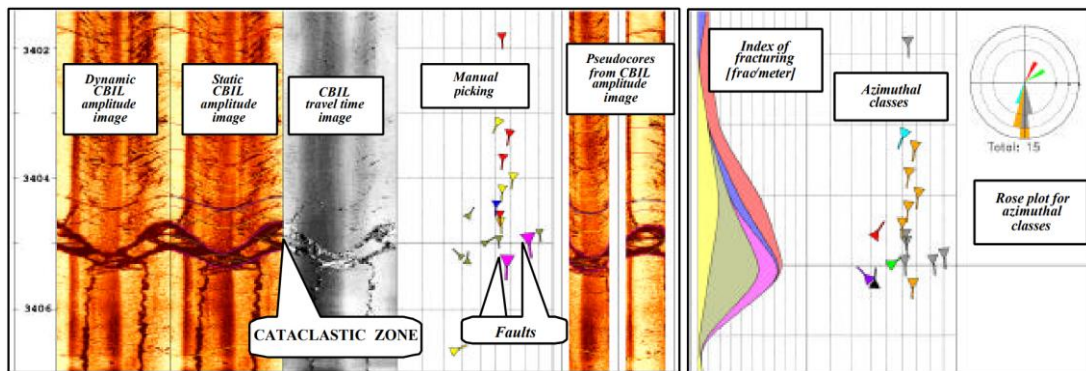 3402
3404
3406
Dynamic
CBIL
amplitude
image
Static
CBIL
amplitude
image
CBIL
travel time
image
Manual
picking
Pseudocores
from CBIL
amplitude
image
CATACLASTIC ZONE
Faults
Index of
fracturing
[frac/meter]
Azimuthal
classes
Total: 15
Rose plot for
azimuthal
classes